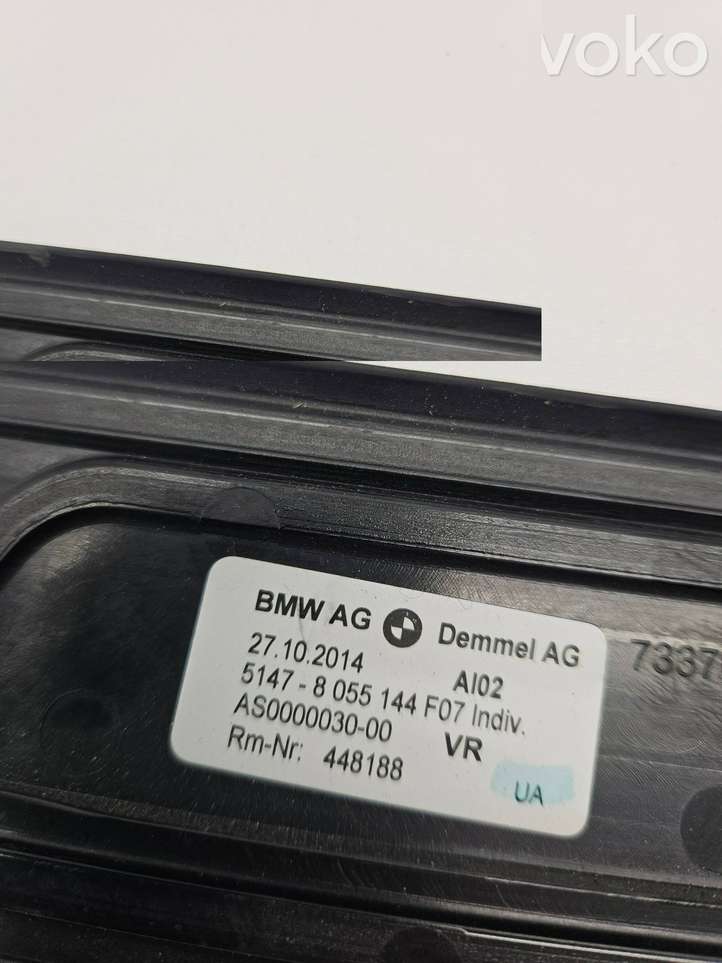 voko
BMW AG Demmel AG
27.10.2014 AI02
5147 - 8 055 144 F07 Indiv.
AS0000030-00 VR
Rm-Nr: 448188 UA
7337